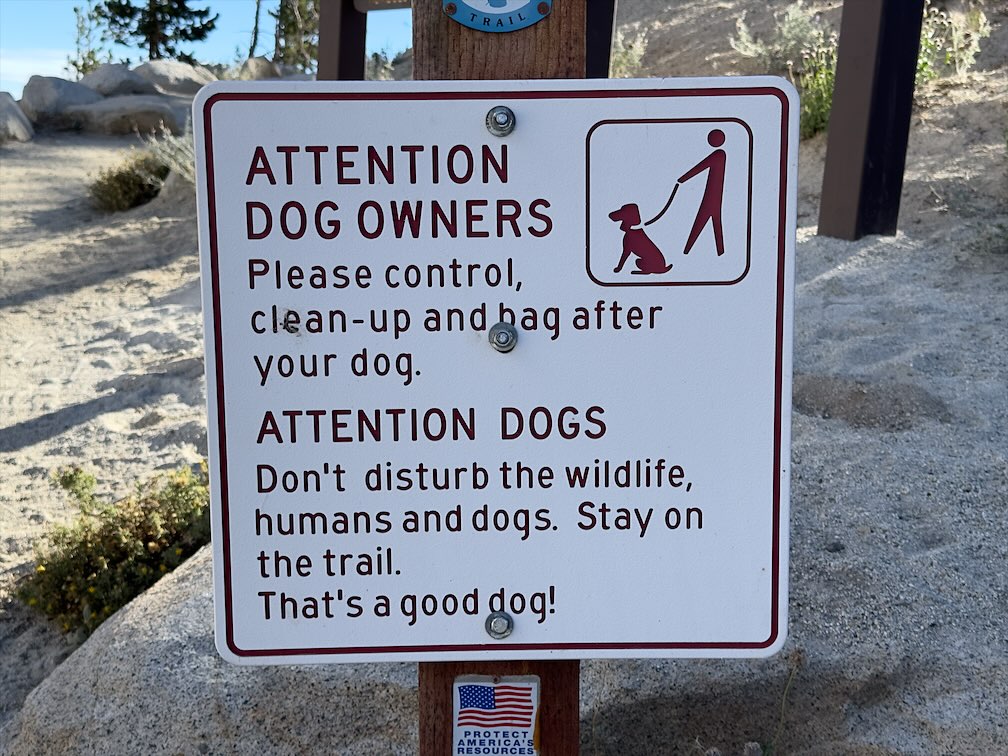 TRAIL
ATTENTION
DOG OWNERS
Please control,
clean-up and bag after
your dog.
ATTENTION DOGS
Don't disturb the wildlife,
humans and dogs. Stay on
the trail.
That's a good dog!
PROTECT
AMERICA'S
RESOURCES